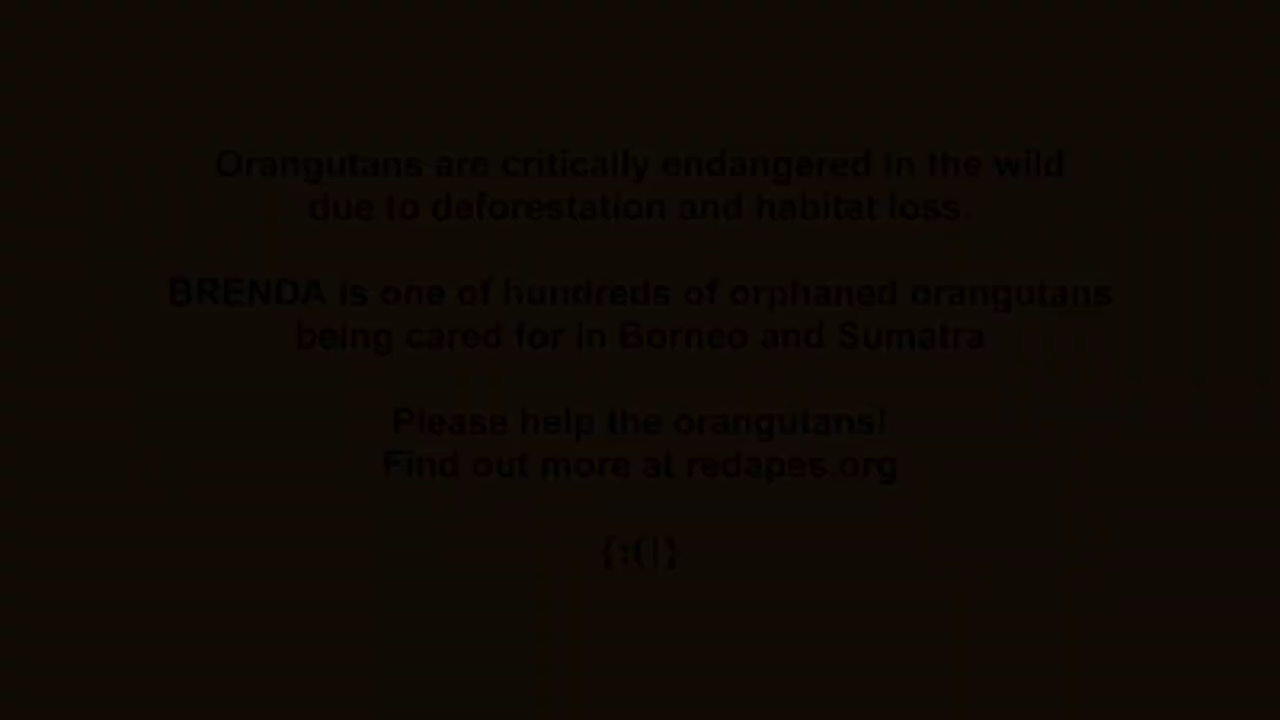 Orangutans are critically endangered in the wild
due to deforestation and habitat loss.
BRENDA is one of hundreds of orphaned orangutans
being cared for in Borneo and Sumatra
Please help the orangutans!
Find out more at redapes.org
{:(|}